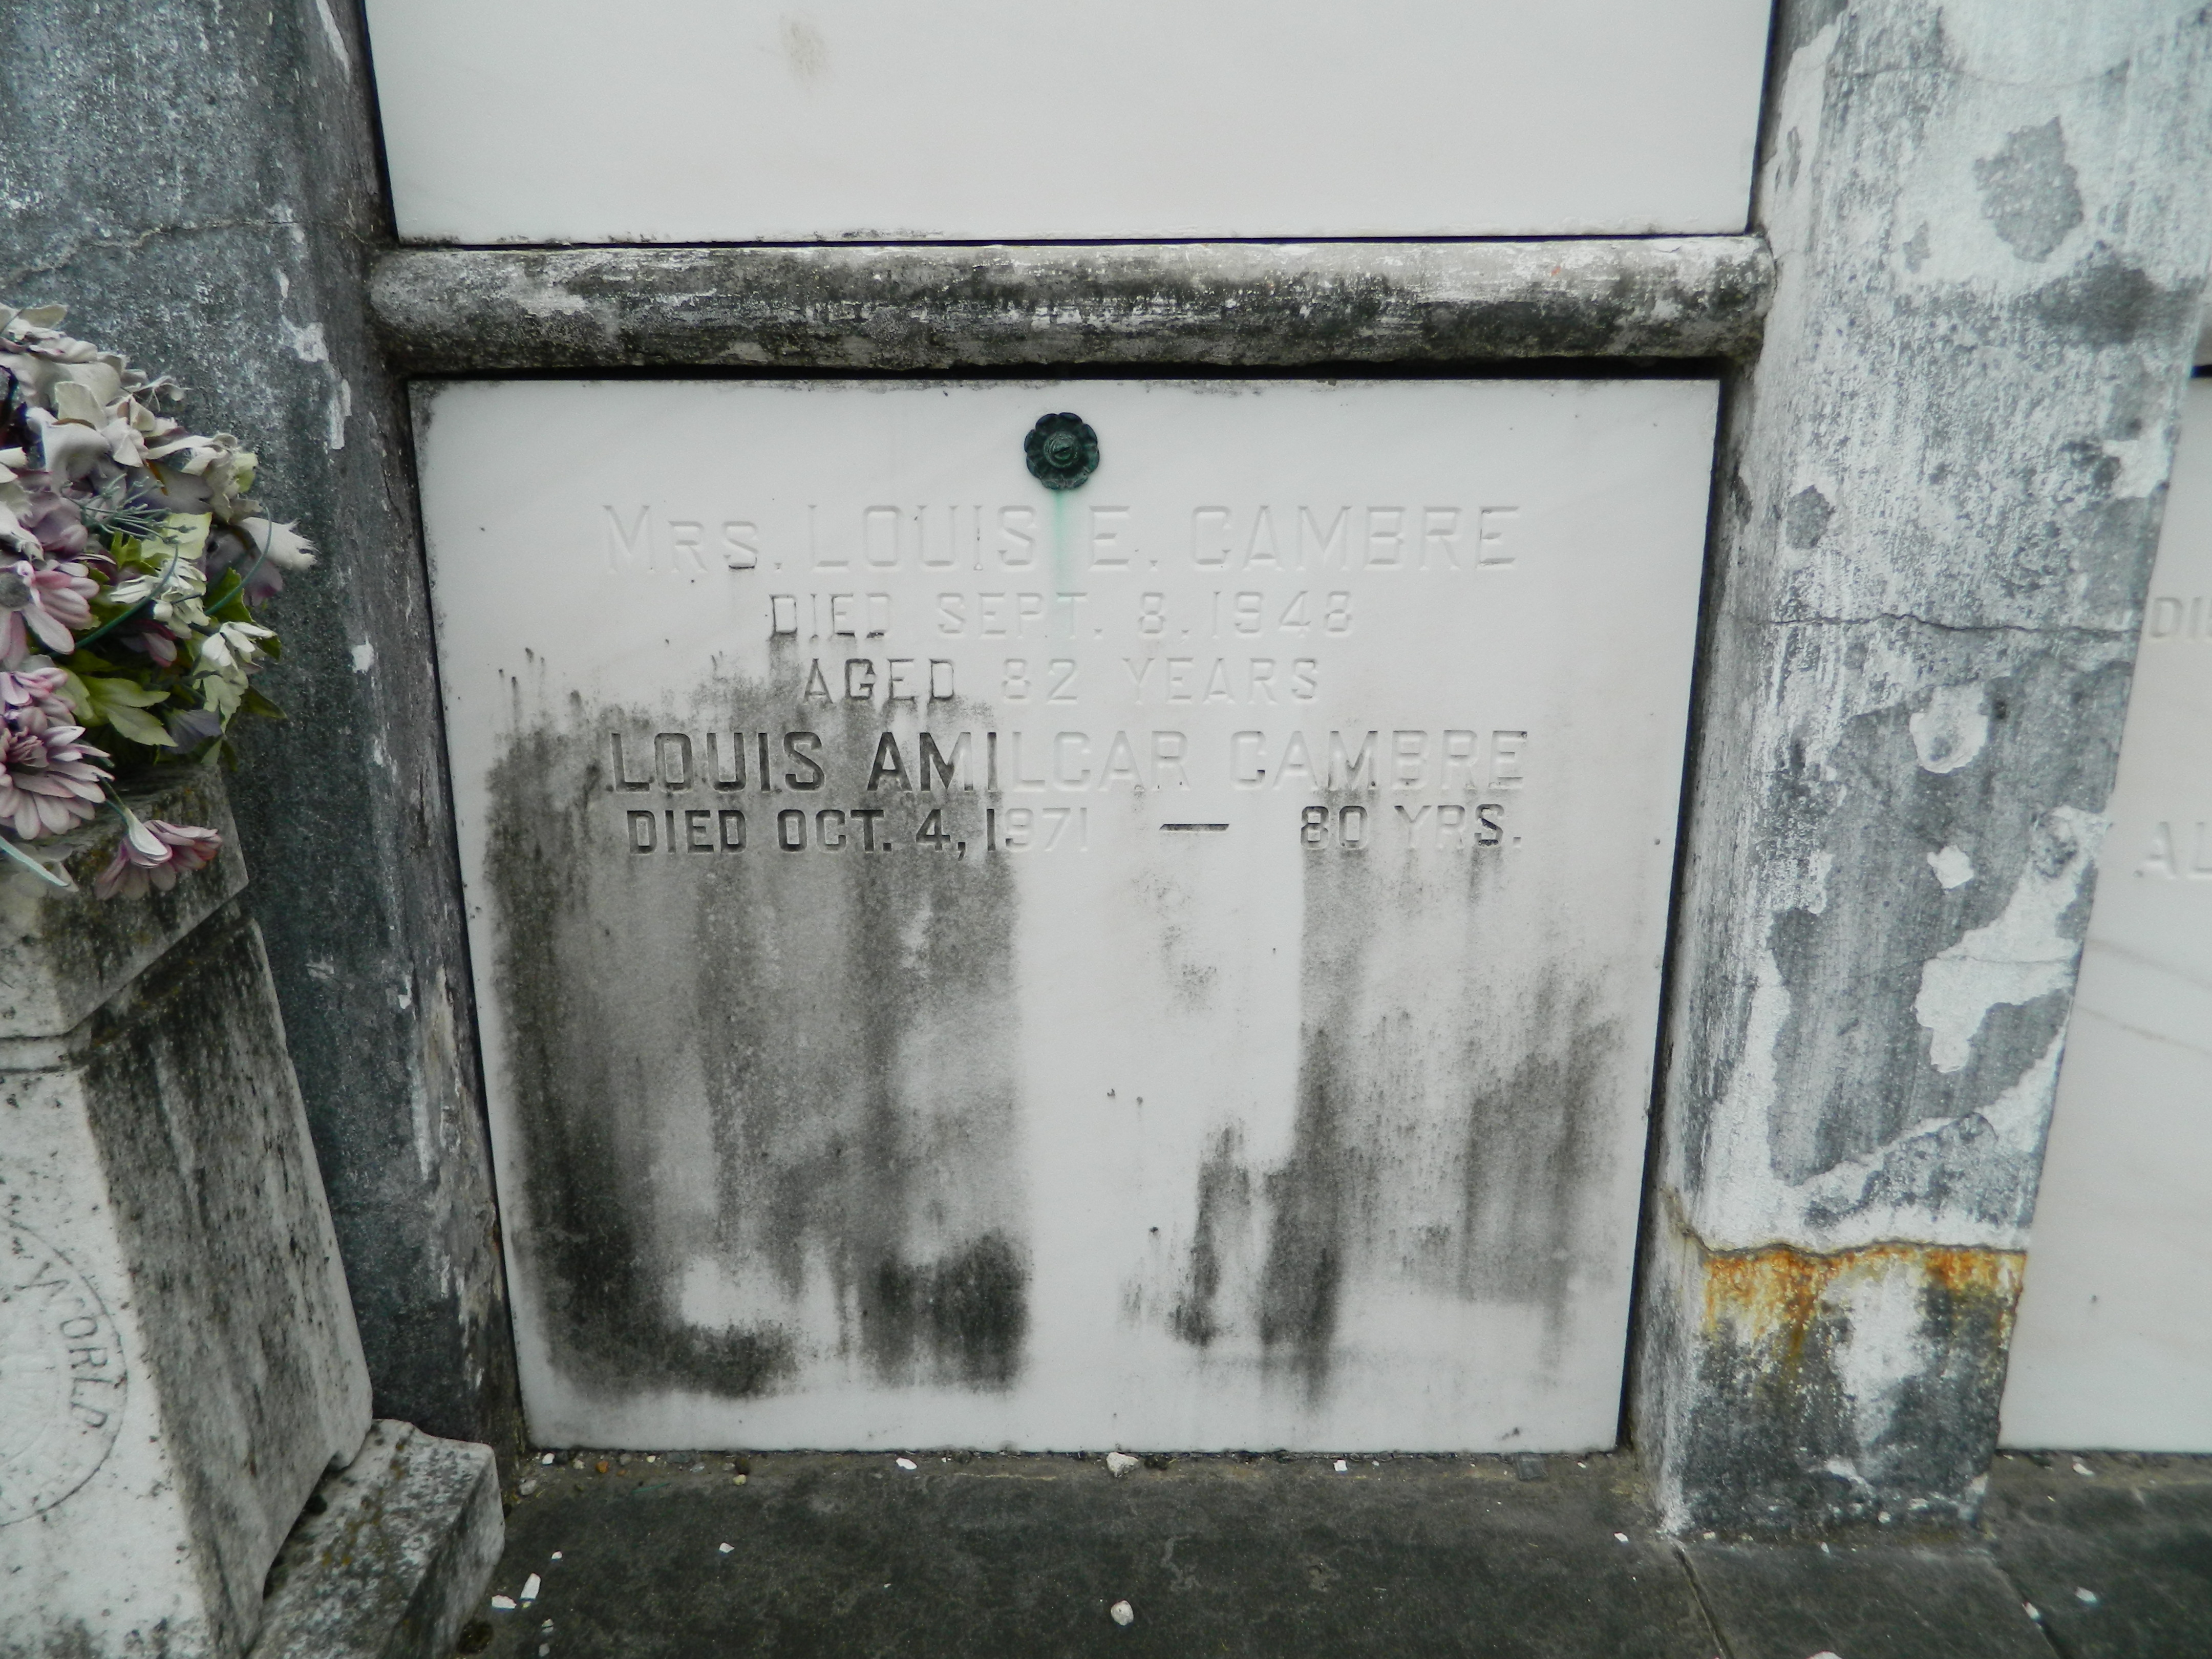 MRS. LOUIS E. CAMBRE
DIED SEPT. 8, 1948
AGED 82 YEARS
LOUIS AMILCAR CAMBRE
DIED OCT. 4, 1971 — 80 YRS.
WORLD